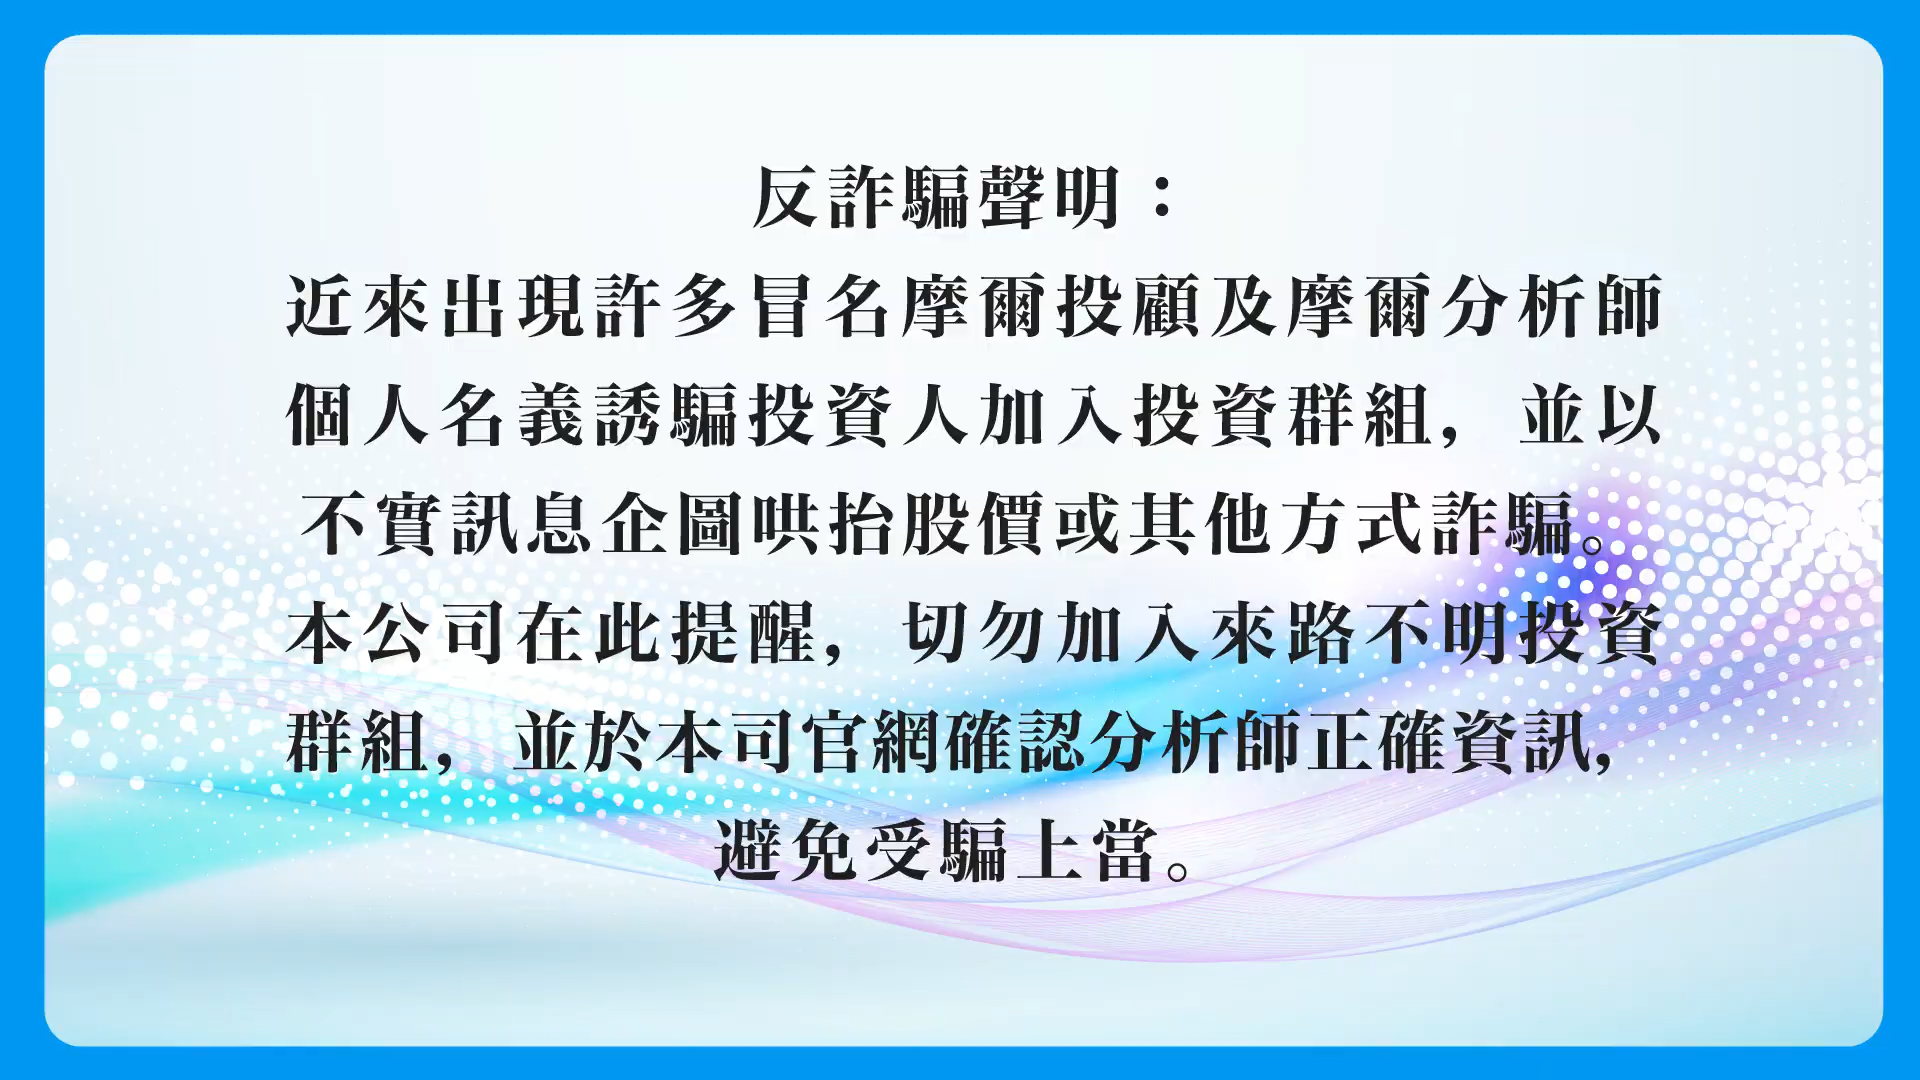 反詐騙聲明：
近來出現許多冒名摩爾投顧及摩爾分析師
個人名義誘騙投資人加入投資群組，並以
不實訊息企圖哄抬股價或其他方式詐騙。
本公司在此提醒，切勿加入來路不明投資
群組，並於本司官網確認分析師正確資訊，
避免受騙上當。